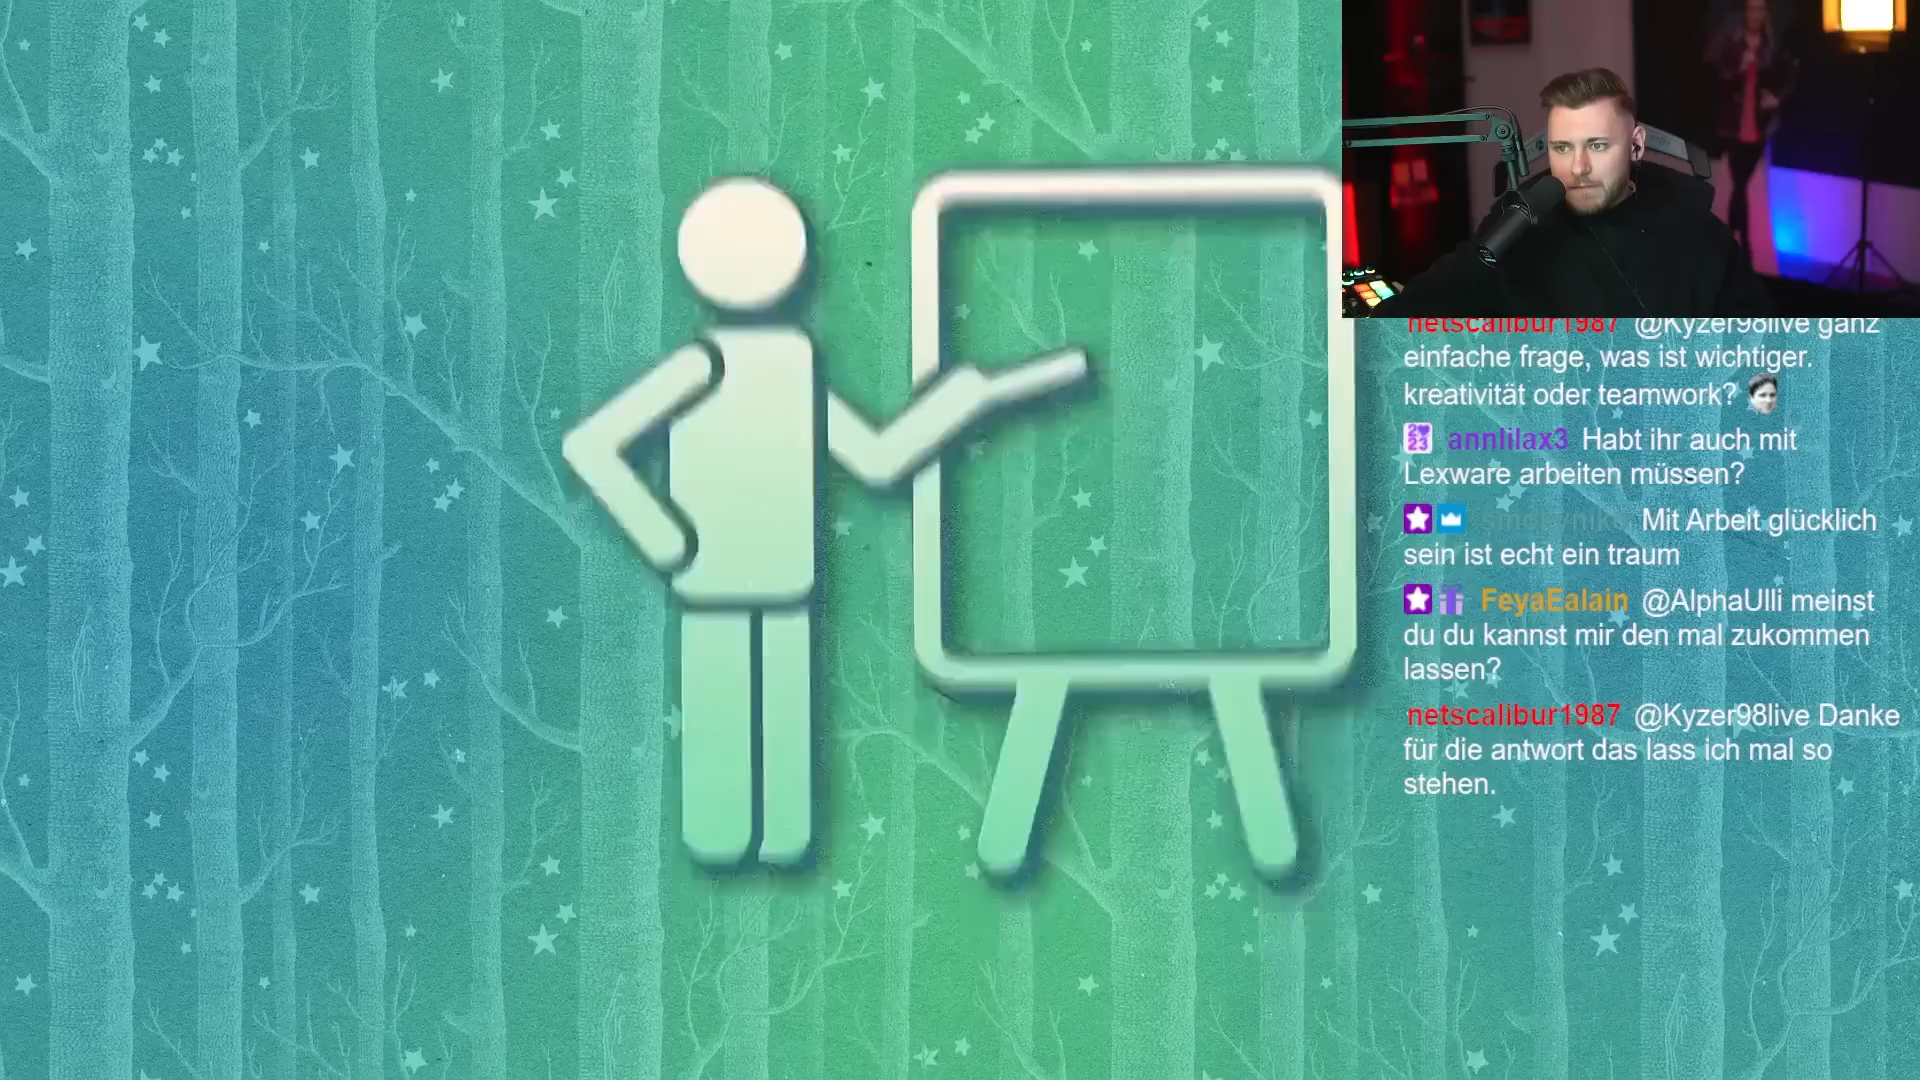 netscalibur1987 @Kyzer98live ganz
einfache frage, was ist wichtiger.
kreativität oder teamwork?
annlilax3 Habt ihr auch mit
Lexware arbeiten müssen?
Mit Arbeit glücklich
sein ist echt ein traum
FeyaEalain @AlphaUlli meinst
du du kannst mir den mal zukommen
lassen?
netscalibur1987 @Kyzer98live Danke
für die antwort das lass ich mal so
stehen.